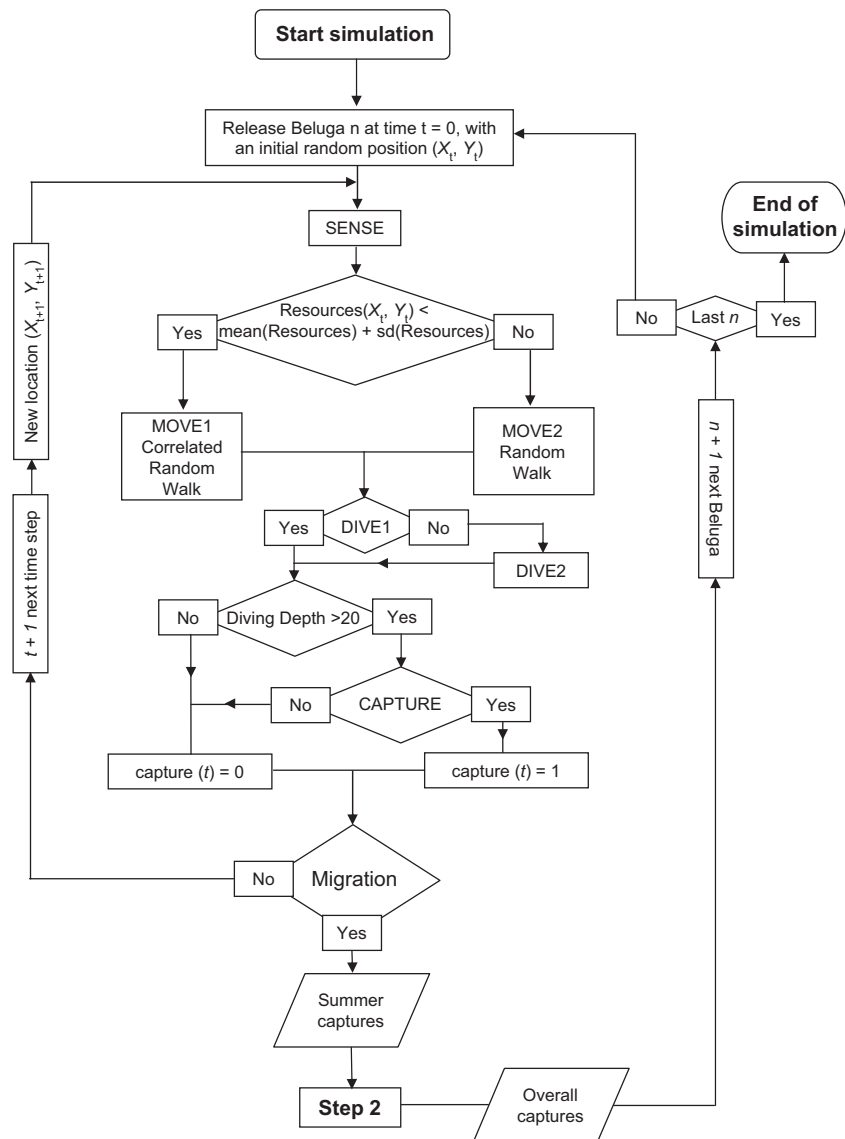 Start simulation
Release Beluga n at time t = 0, with
an initial random position (Xt, Yt)
SENSE
Resources(Xt, Yt) <
mean(Resources) + sd(Resources)
Yes
No
MOVE1
Correlated
Random
Walk
MOVE2
Random
Walk
Yes
DIVE1
No
DIVE2
No
Diving Depth >20
Yes
No
CAPTURE
Yes
capture (t) = 0
capture (t) = 1
No
Migration
Yes
Summer
captures
Step 2
Overall
captures
t + 1 next time step
New location (Xt+1, Yt+1)
n + 1 next Beluga
No
Last n
Yes
End of
simulation